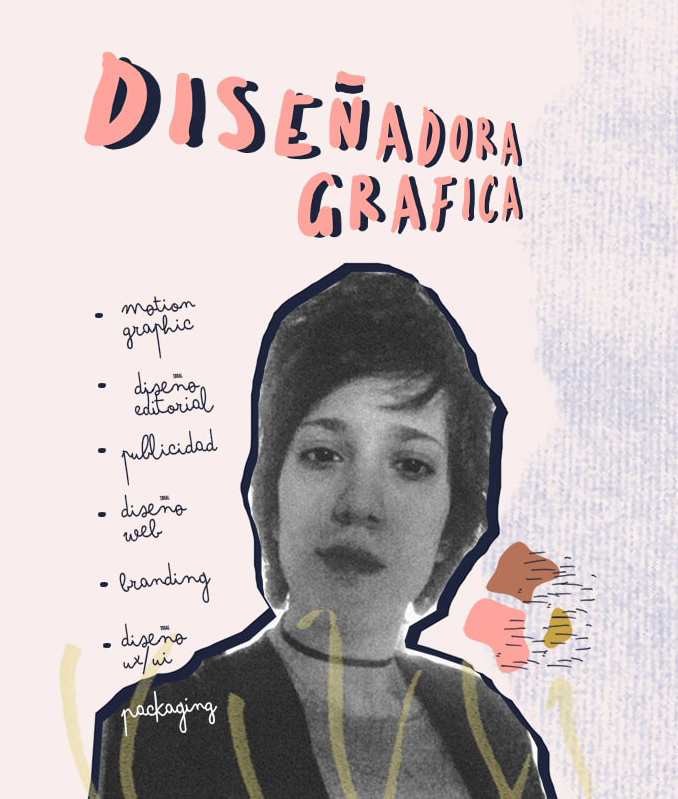 DISEÑADORA
GRAFICA
motion
graphic
diseño
editorial
publicidad
diseño
web
branding
diseño
ux/ui
packaging